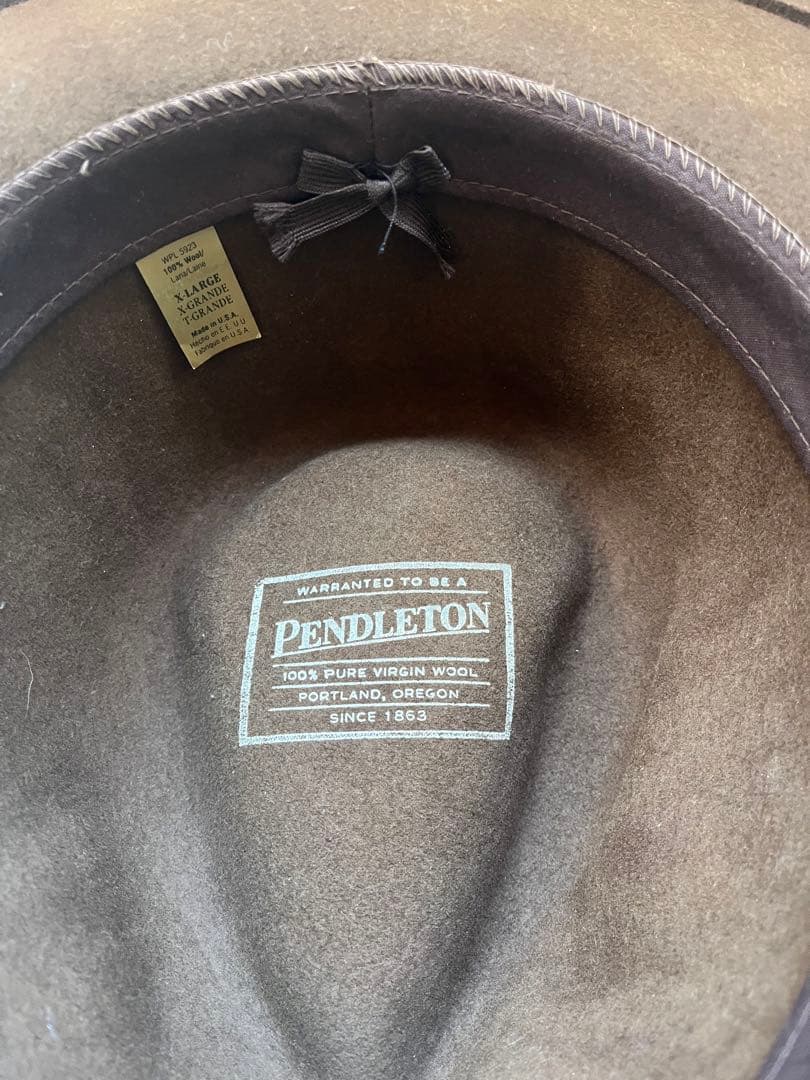 WPL 5923
100% Wool/
Lana/Laine
X-LARGE
X-GRANDE
T-GRANDE
Made in U.S.A.
Hecho en E.E. U.U.
Fabriqué en U.S.A.
WARRANTED TO BE A
PENDLETON
100% PURE VIRGIN WOOL
PORTLAND, OREGON
SINCE 1863